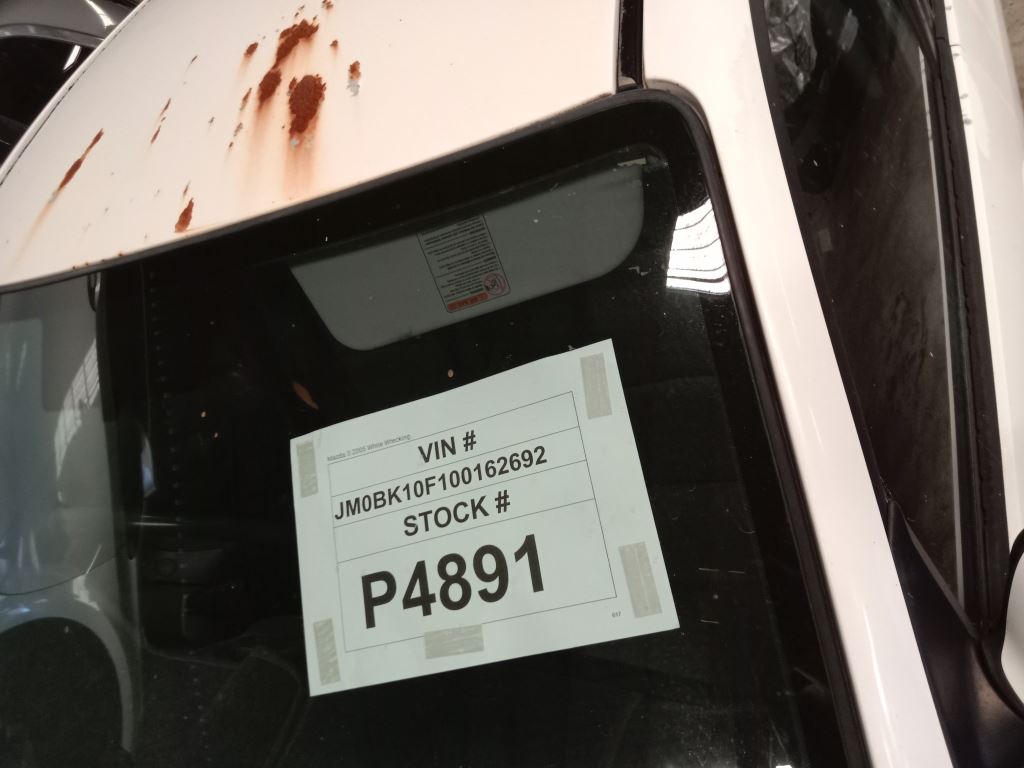 Mazda 3 2005 White Wrecking
VIN #
JM0BK10F100162692
STOCK #
P4891